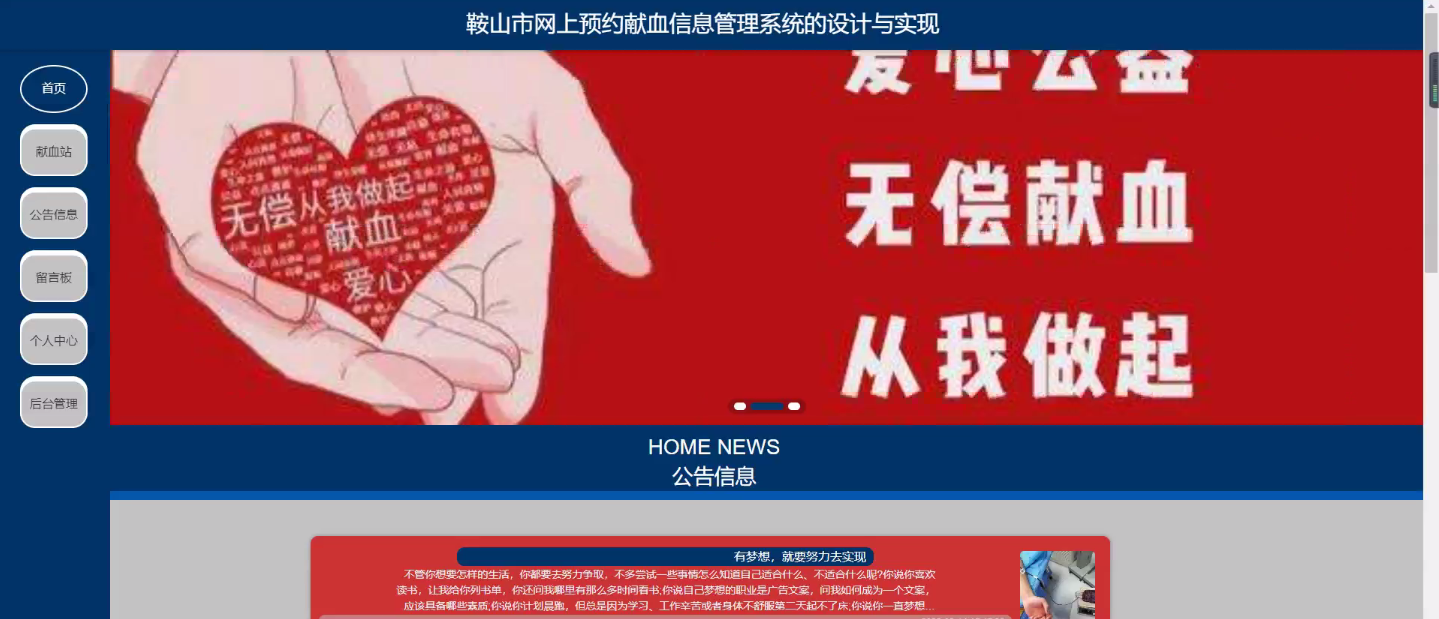 鞍山市网上预约献血信息管理系统的设计与实现
首页
献血站
公告信息
留言板
个人中心
后台管理
无偿从我做起
献血
爱心
爱心公益
无偿献血
从我做起
HOME NEWS
公告信息
有梦想，就要努力去实现
不管你想要怎样的生活，你都要去努力争取，不多尝试一些事情怎么知道自己适合什么、不适合什么呢?你说你喜欢
读书，让我给你列书单，你还问我哪里有那么多时间看书;你说自己梦想的职业是广告文案，问我如何成为一个文案，
应该具备哪些素质;你说你计划晨跑，但总是因为学习、工作辛苦或者身体不舒服第二天起不了床;你说你一直梦想...